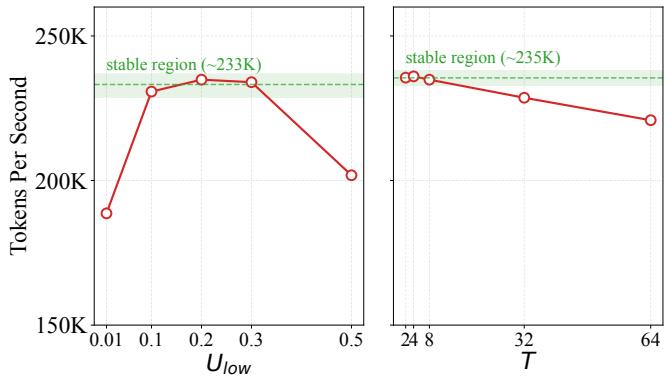 250K
200K
150K
Tokens Per Second
stable region (~233K)
0.01 0.1 0.2 0.3 0.5
U_low
stable region (~235K)
2 4 8 32 64
T